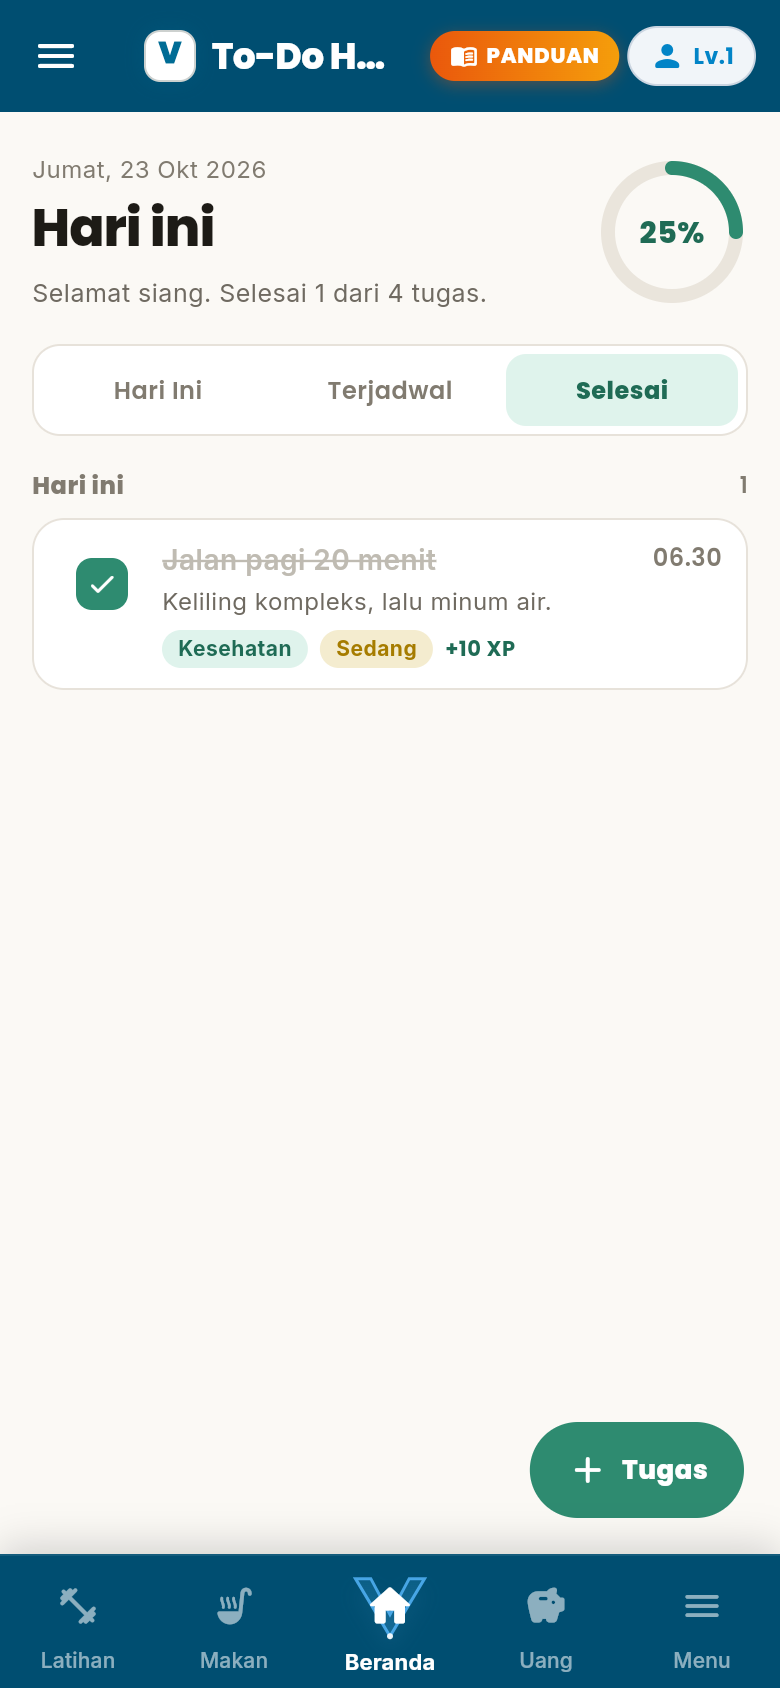 V
To-Do H...
PANDUAN
Lv.1
Jumat, 23 Okt 2026
Hari ini
Selamat siang. Selesai 1 dari 4 tugas.
25%
Hari Ini
Terjadwal
Selesai
Hari ini
1
Jalan pagi 20 menit
06.30
Keliling kompleks, lalu minum air.
Kesehatan
Sedang
+10 XP
Tugas
Latihan
Makan
Beranda
Uang
Menu